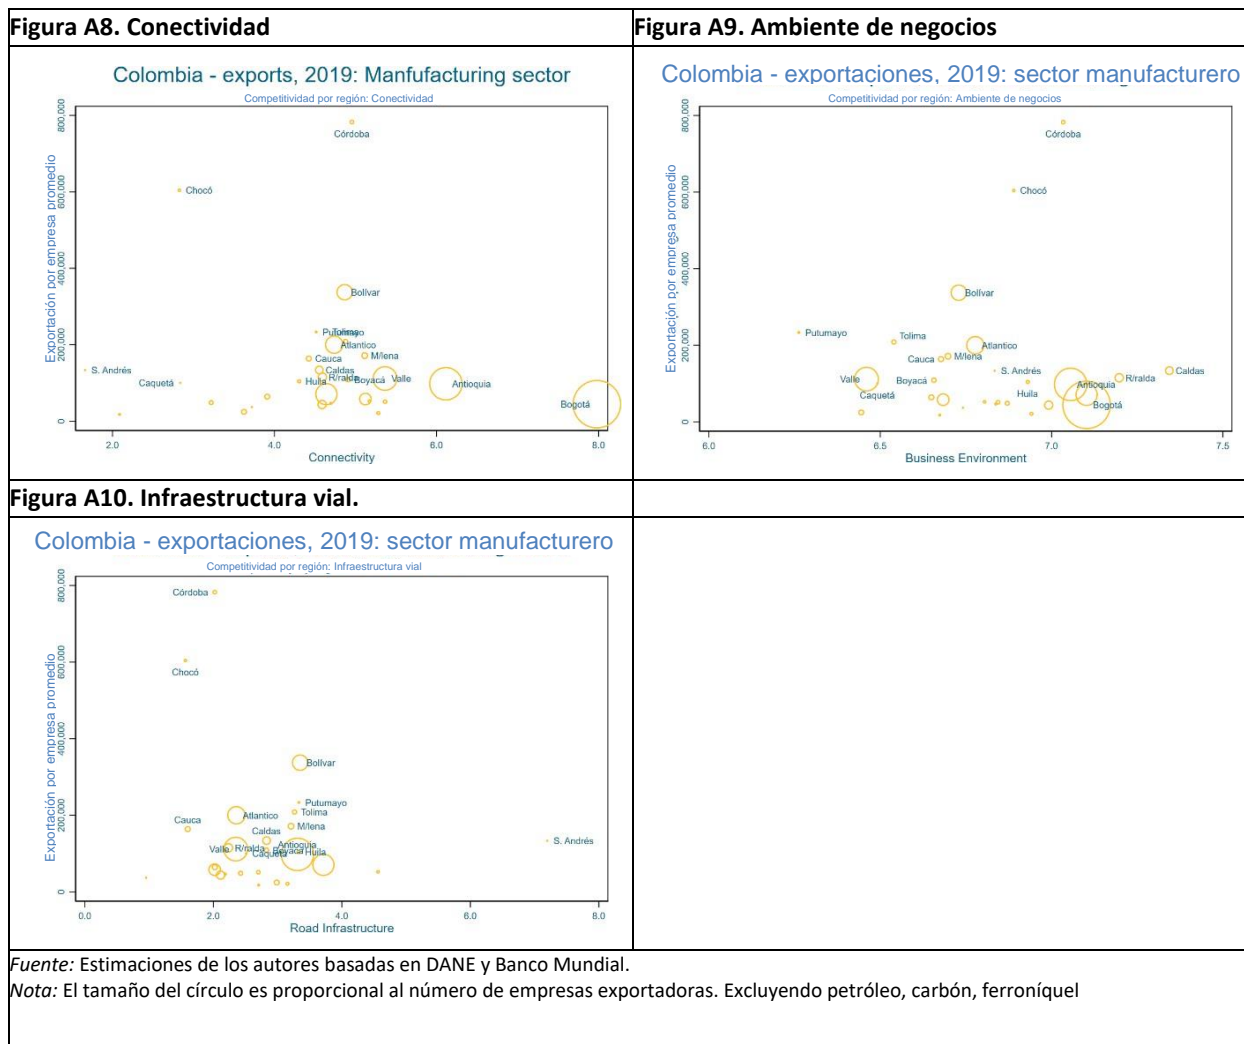 Figura A8. Conectividad
Figura A9. Ambiente de negocios
Colombia - exports, 2019: Manfufacturing sector
Competitividad por región: Conectividad
Exportación por empresa promedio
800,000
600,000
400,000
200,000
0
Córdoba
Chocó
Bolívar
Putumayo
Tolima
Atlantico
M/lena
Cauca
S. Andrés
Caldas
Caquetá
Huila
R/ralda
Boyacá
Valle
Antioquia
Bogotá
2.0
4.0
6.0
8.0
Connectivity
Colombia - exportaciones, 2019: sector manufacturero
Competitividad por región: Ambiente de negocios
Exportación por empresa promedio
800,000
600,000
400,000
200,000
0
Córdoba
Chocó
Bolívar
Putumayo
Tolima
Atlantico
M/lena
Cauca
S. Andrés
Caldas
Valle
Boyacá
R/ralda
Antioquia
Caquetá
Huila
Bogotá
6.0
6.5
7.0
7.5
Business Environment
Figura A10. Infraestructura vial.
Colombia - exportaciones, 2019: sector manufacturero
Competitividad por región: Infraestructura vial
Exportación por empresa promedio
800,000
600,000
400,000
200,000
0
Córdoba
Chocó
Bolívar
Putumayo
Tolima
Atlantico
Cauca
M/lena
Caldas
Antioquia
S. Andrés
Valle
R/ralda
Boyacá
Huila
Caquetá
0.0
2.0
4.0
6.0
8.0
Road Infrastructure
Fuente: Estimaciones de los autores basadas en DANE y Banco Mundial.
Nota: El tamaño del círculo es proporcional al número de empresas exportadoras. Excluyendo petróleo, carbón, ferroníquel